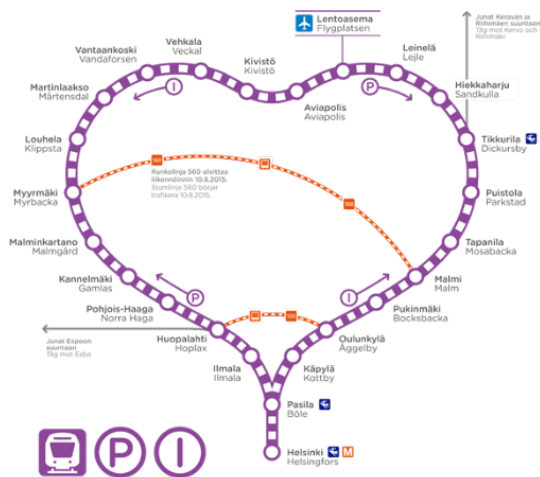 Lentoasema
Flygplatsen
Junat Keravan ja
Riihimäen suuntaan
Tåg mot Kervo och
Riihimäki
Vehkala
Veckal
Vantaankoski
Vandaforsen
Kivistö
Kivistö
Leinelä
Lejle
Martinlaakso
Mårtensdal
I
Aviapolis
Aviapolis
P
Hiekkaharju
Sandkulla
Louhela
Klippsta
Tikkurila
Dickursby
560
Runkolinja 560 aloittaa
liikennöinnin 10.8.2015.
Stomlinje 560 börjar
trafikera 10.8.2015.
Myyrmäki
Myrbacka
560
Puistola
Parkstad
Malminkartano
Malmgård
Tapanila
Mosabacka
Kannelmäki
Gamlas
Malmi
Malm
P
I
Pohjois-Haaga
Norra Haga
Pukinmäki
Bocksbacka
Junat Espoon
suuntaan
Tåg mot Esbo
Huopalahti
Hoplax
Oulunkylä
Åggelby
Ilmala
Ilmala
Käpylä
Kottby
Pasila
Böle
P I
Helsinki M
Helsingfors